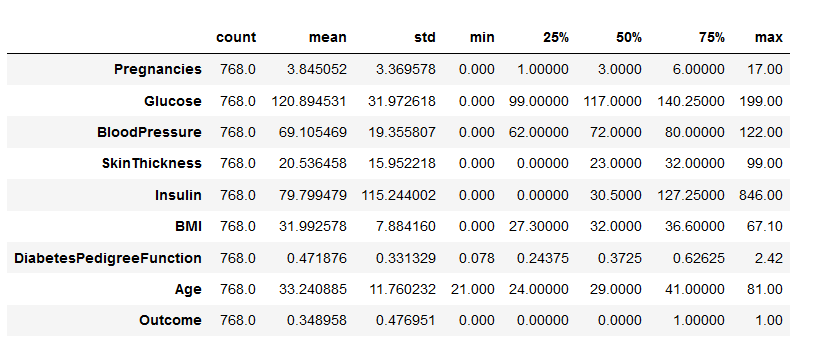 count mean std min 25% 50% 75% max
Pregnancies 768.0 3.845052 3.369578 0.000 1.00000 3.0000 6.00000 17.00
Glucose 768.0 120.894531 31.972618 0.000 99.00000 117.0000 140.25000 199.00
BloodPressure 768.0 69.105469 19.355807 0.000 62.00000 72.0000 80.00000 122.00
SkinThickness 768.0 20.536458 15.952218 0.000 0.00000 23.0000 32.00000 99.00
Insulin 768.0 79.799479 115.244002 0.000 0.00000 30.5000 127.25000 846.00
BMI 768.0 31.992578 7.884160 0.000 27.30000 32.0000 36.60000 67.10
DiabetesPedigreeFunction 768.0 0.471876 0.331329 0.078 0.24375 0.3725 0.62625 2.42
Age 768.0 33.240885 11.760232 21.000 24.00000 29.0000 41.00000 81.00
Outcome 768.0 0.348958 0.476951 0.000 0.00000 0.0000 1.00000 1.00